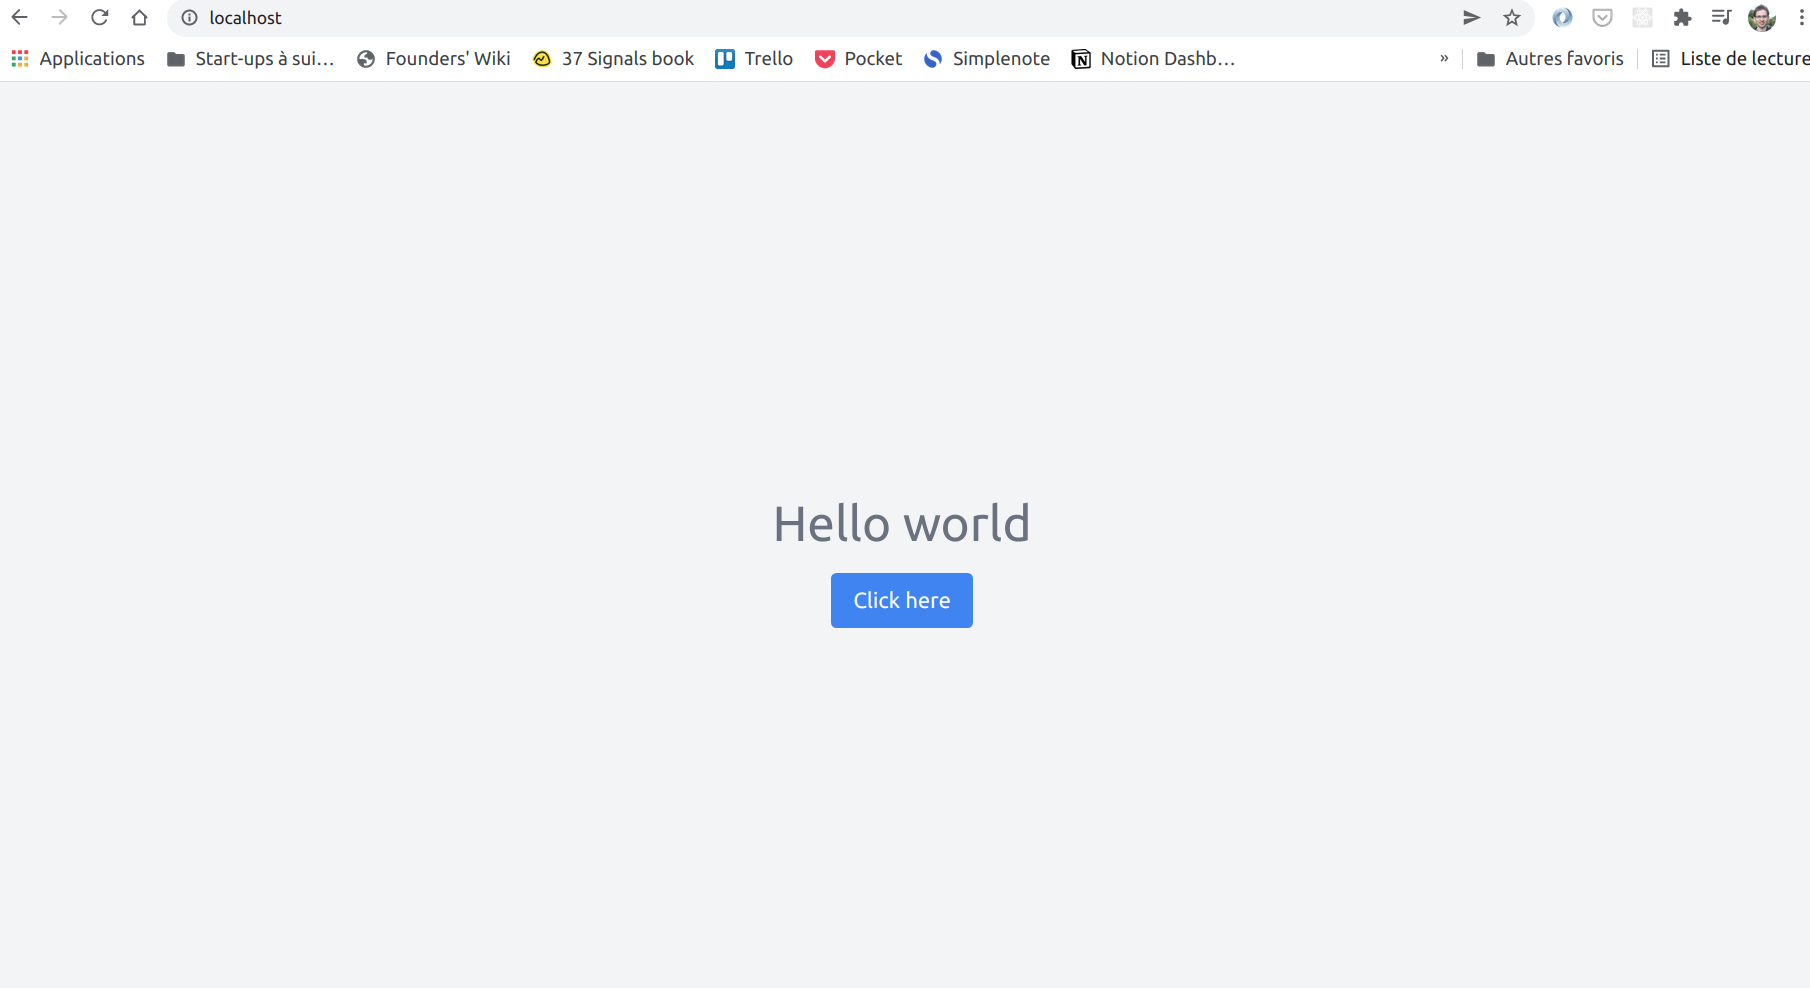 localhost
Applications Start-ups à sui... Founders' Wiki 37 Signals book Trello Pocket Simplenote Notion Dashb... » Autres favoris Liste de lecture
Hello world
Click here